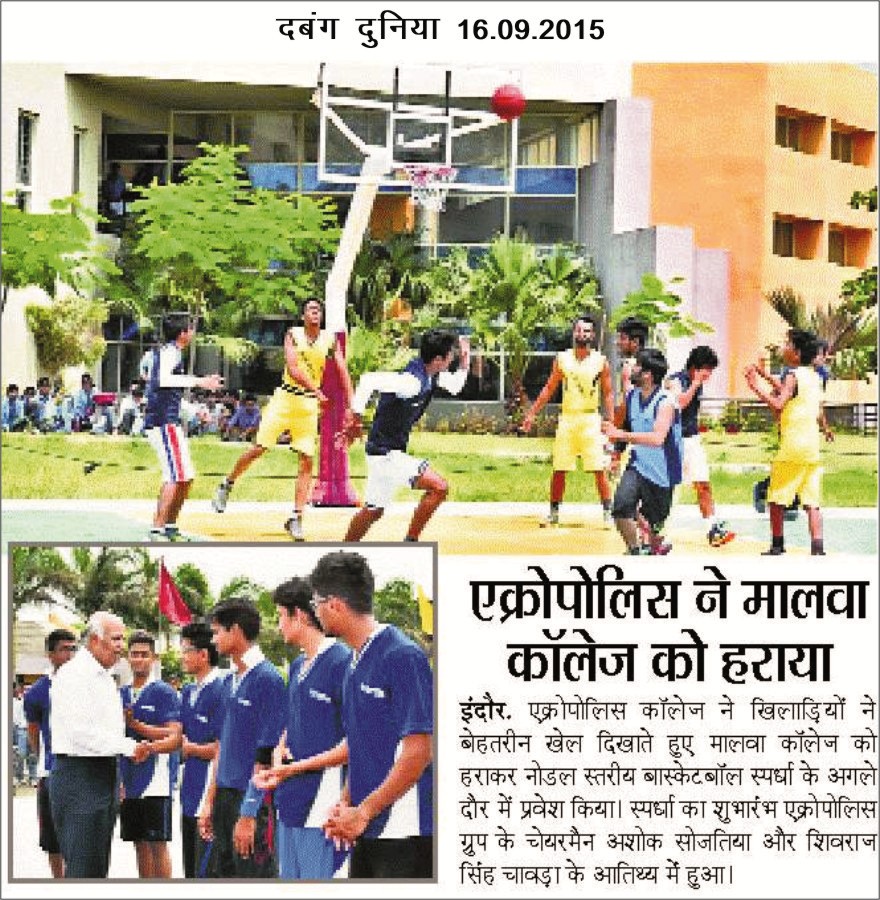 दबंग दुनिया 16.09.2015
एक्रोपोलिस ने मालवा
कॉलेज को हराया
इंदौर. एक्रोपोलिस कॉलेज ने खिलाड़ियों ने
बेहतरीन खेल दिखाते हुए मालवा कॉलेज को
हराकर नोडल स्तरीय बास्केटबॉल स्पर्धा के अगले
दौर में प्रवेश किया। स्पर्धा का शुभारंभ एक्रोपोलिस
ग्रुप के चेयरमैन अशोक सोजतिया और शिवराज
सिंह चावड़ा के आतिथ्य में हुआ।